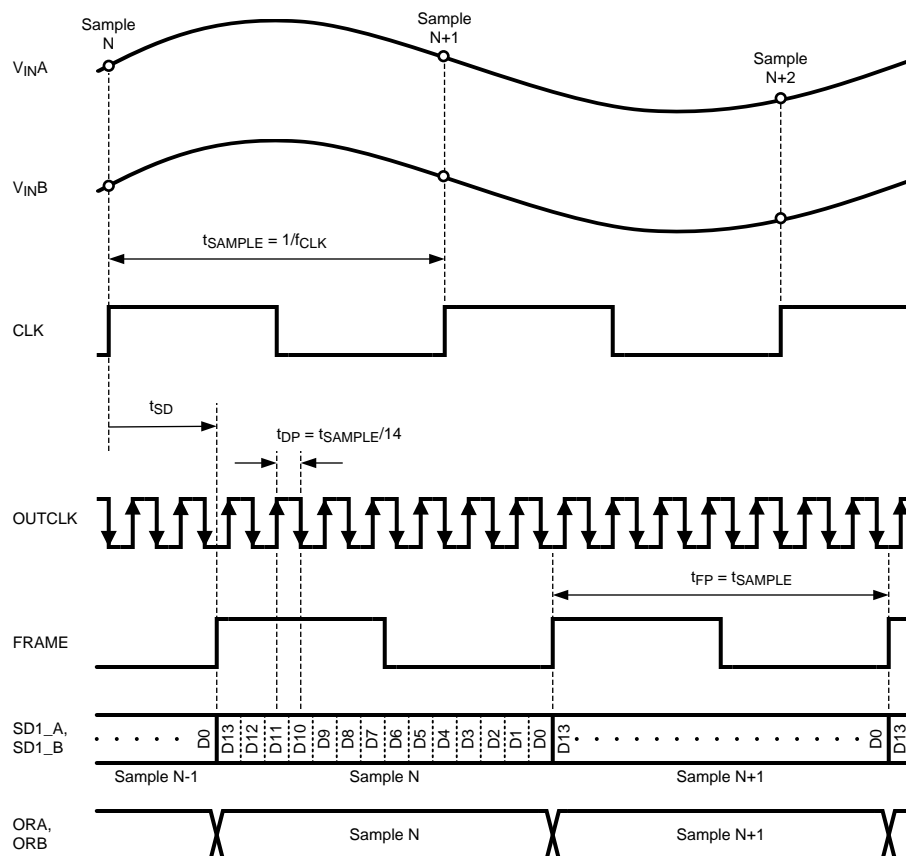 Sample
N
Sample
N+1
Sample
N+2
VINA
VINB
tSAMPLE = 1/fCLK
CLK
tSD
tDP = tSAMPLE/14
OUTCLK
tFP = tSAMPLE
FRAME
SD1_A,
SD1_B
D0 D13 D12 D11 D10 D9 D8 D7 D6 D5 D4 D3 D2 D1 D0 D13 D0 D13
Sample N-1 Sample N Sample N+1
ORA,
ORB
Sample N Sample N+1